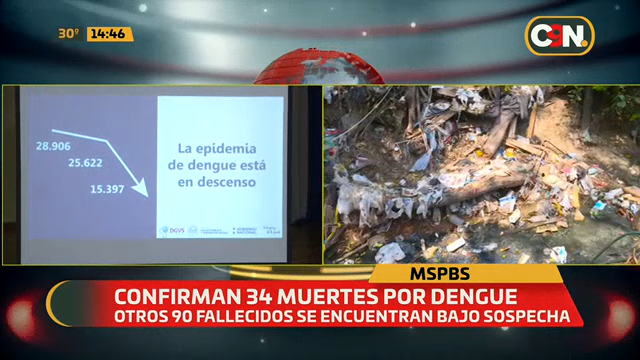 30º
14:46
C9N.
28.906
25.622
15.397
La epidemia
de dengue está
en descenso
DGVS
C9N.
MSPBS
CONFIRMAN 34 MUERTES POR DENGUE
OTROS 90 FALLECIDOS SE ENCUENTRAN BAJO SOSPECHA